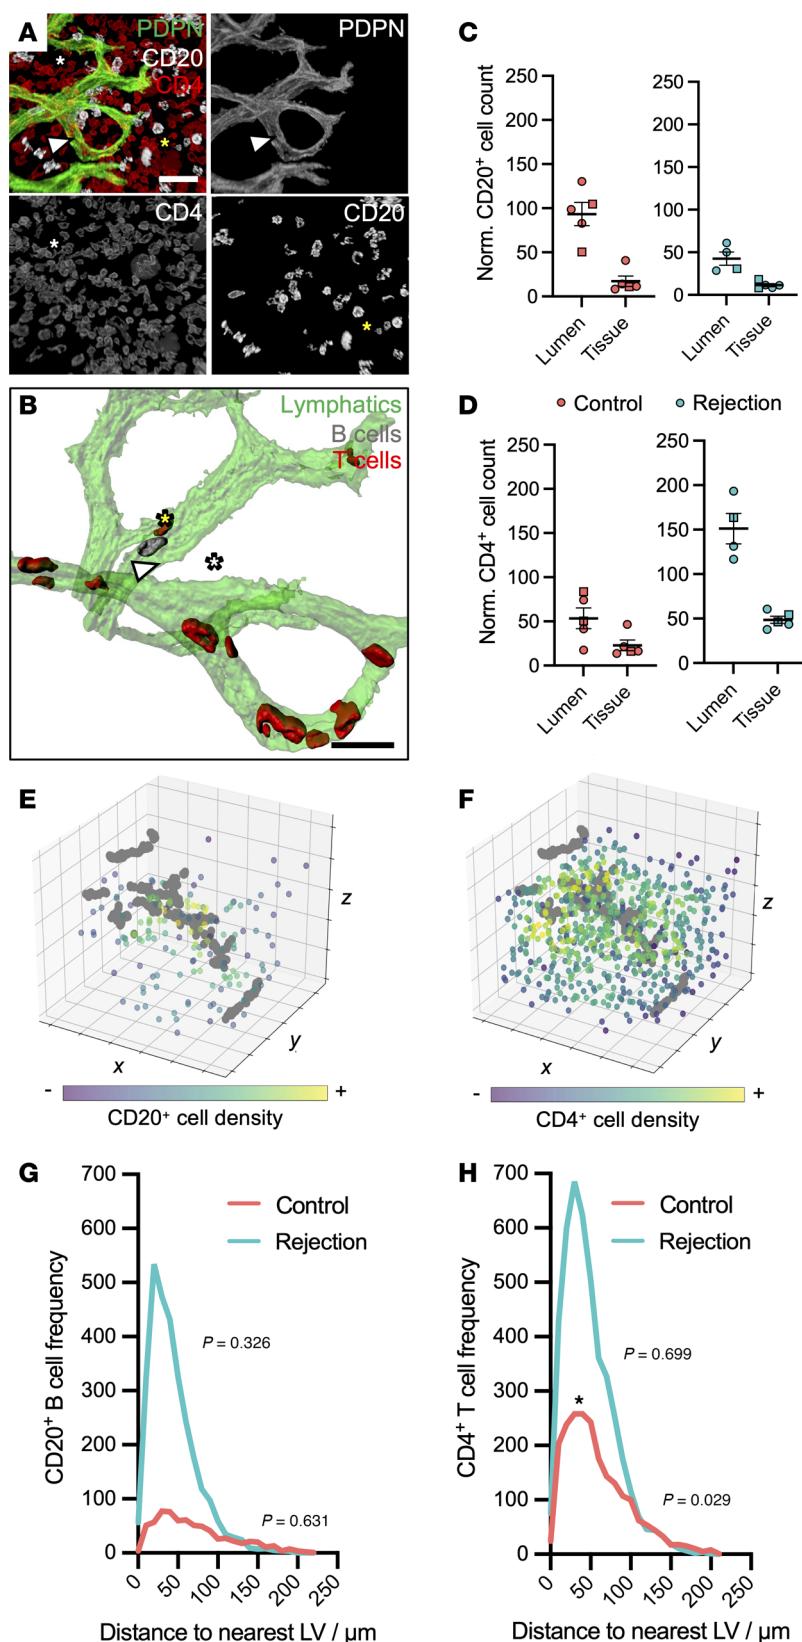 A
PDPN
CD20
CD4
PDPN
CD4
CD20
B
Lymphatics
B cells
T cells
C
Norm. CD20+ cell count
250
200
150
100
50
0
Lumen
Tissue
250
200
150
100
50
0
Lumen
Tissue
D
Control
Rejection
Norm. CD4+ cell count
250
200
150
100
50
0
Lumen
Tissue
250
200
150
100
50
0
Lumen
Tissue
E
z
y
x
- +
CD20+ cell density
F
z
y
x
- +
CD4+ cell density
G
CD20+ B cell frequency
700
600
500
400
300
200
100
0
Control
Rejection
P = 0.326
P = 0.631
0 50 100 150 200 250
Distance to nearest LV / µm
H
CD4+ T cell frequency
700
600
500
400
300
200
100
0
Control
Rejection
P = 0.699
*
P = 0.029
0 50 100 150 200 250
Distance to nearest LV / µm